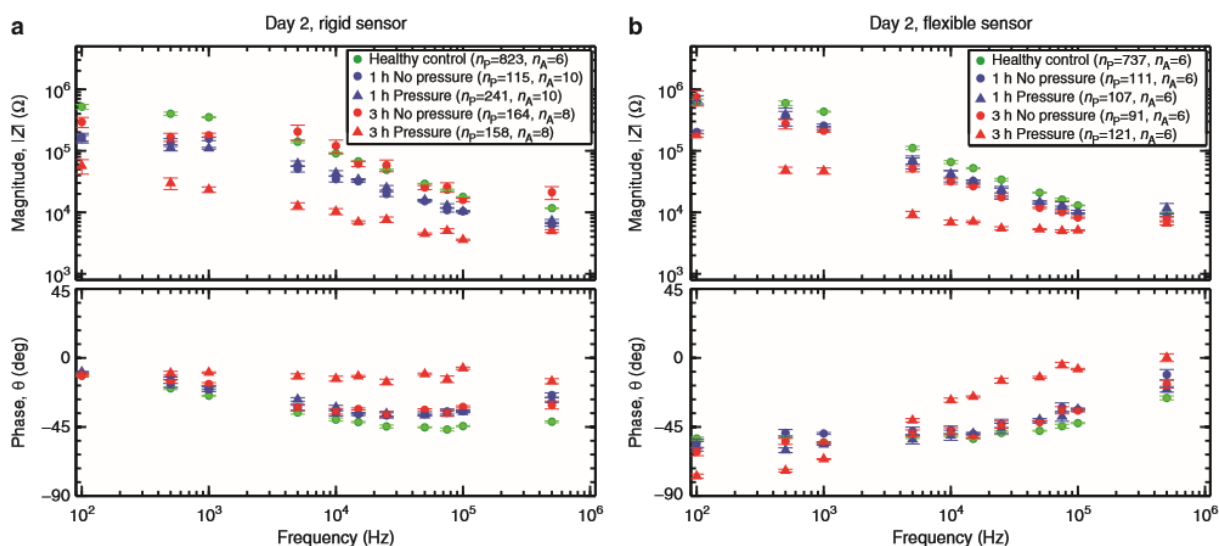 a
Day 2, rigid sensor
Magnitude, |Z| (Ω)
10⁶
10⁵
10⁴
10³
Healthy control (nP=823, nA=6)
1 h No pressure (nP=115, nA=10)
1 h Pressure (nP=241, nA=10)
3 h No pressure (nP=164, nA=8)
3 h Pressure (nP=158, nA=8)
Phase, θ (deg)
45
0
−45
−90
10² 10³ 10⁴ 10⁵ 10⁶
Frequency (Hz)
b
Day 2, flexible sensor
Magnitude, |Z| (Ω)
10⁶
10⁵
10⁴
10³
Healthy control (nP=737, nA=6)
1 h No pressure (nP=111, nA=6)
1 h Pressure (nP=107, nA=6)
3 h No pressure (nP=91, nA=6)
3 h Pressure (nP=121, nA=6)
Phase, θ (deg)
45
0
−45
−90
10² 10³ 10⁴ 10⁵ 10⁶
Frequency (Hz)